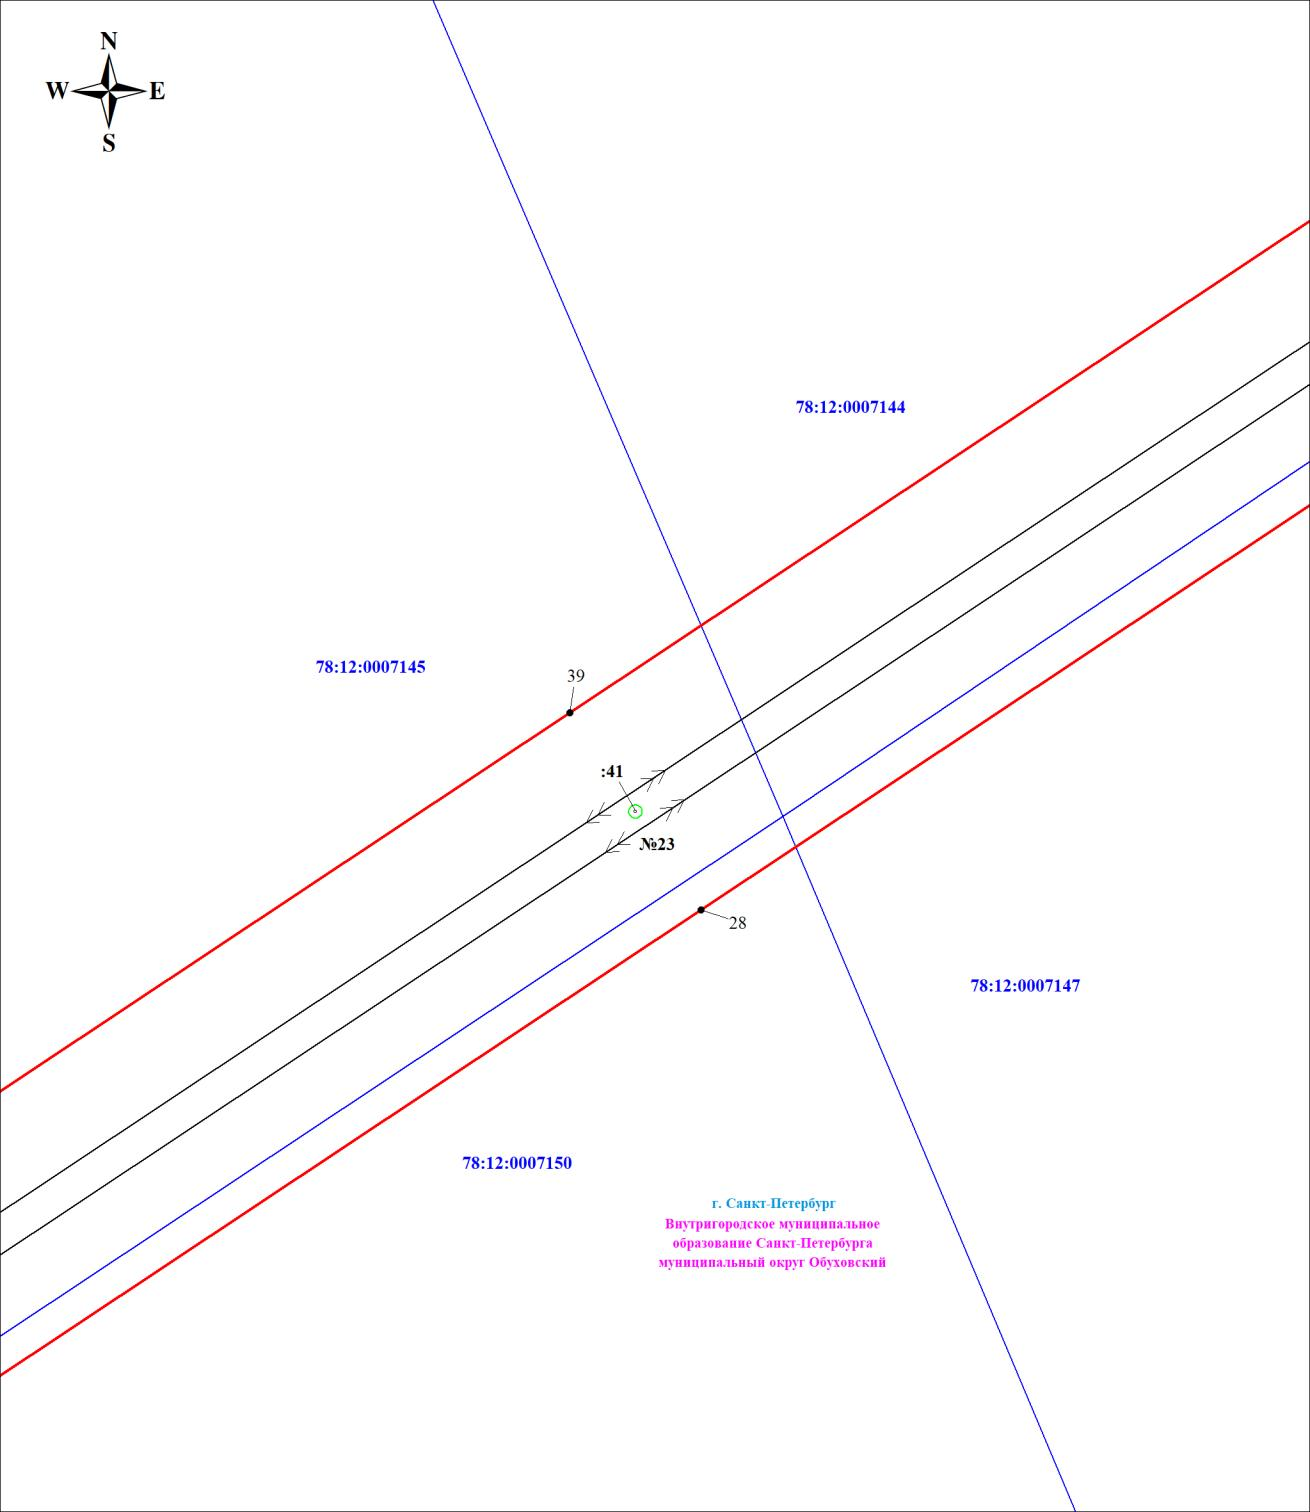 N
W E
S
78:12:0007144
78:12:0007145
39
:41
№23
28
78:12:0007147
78:12:0007150
г. Санкт-Петербург
Внутригородское муниципальное
образование Санкт-Петербурга
муниципальный округ Обуховский